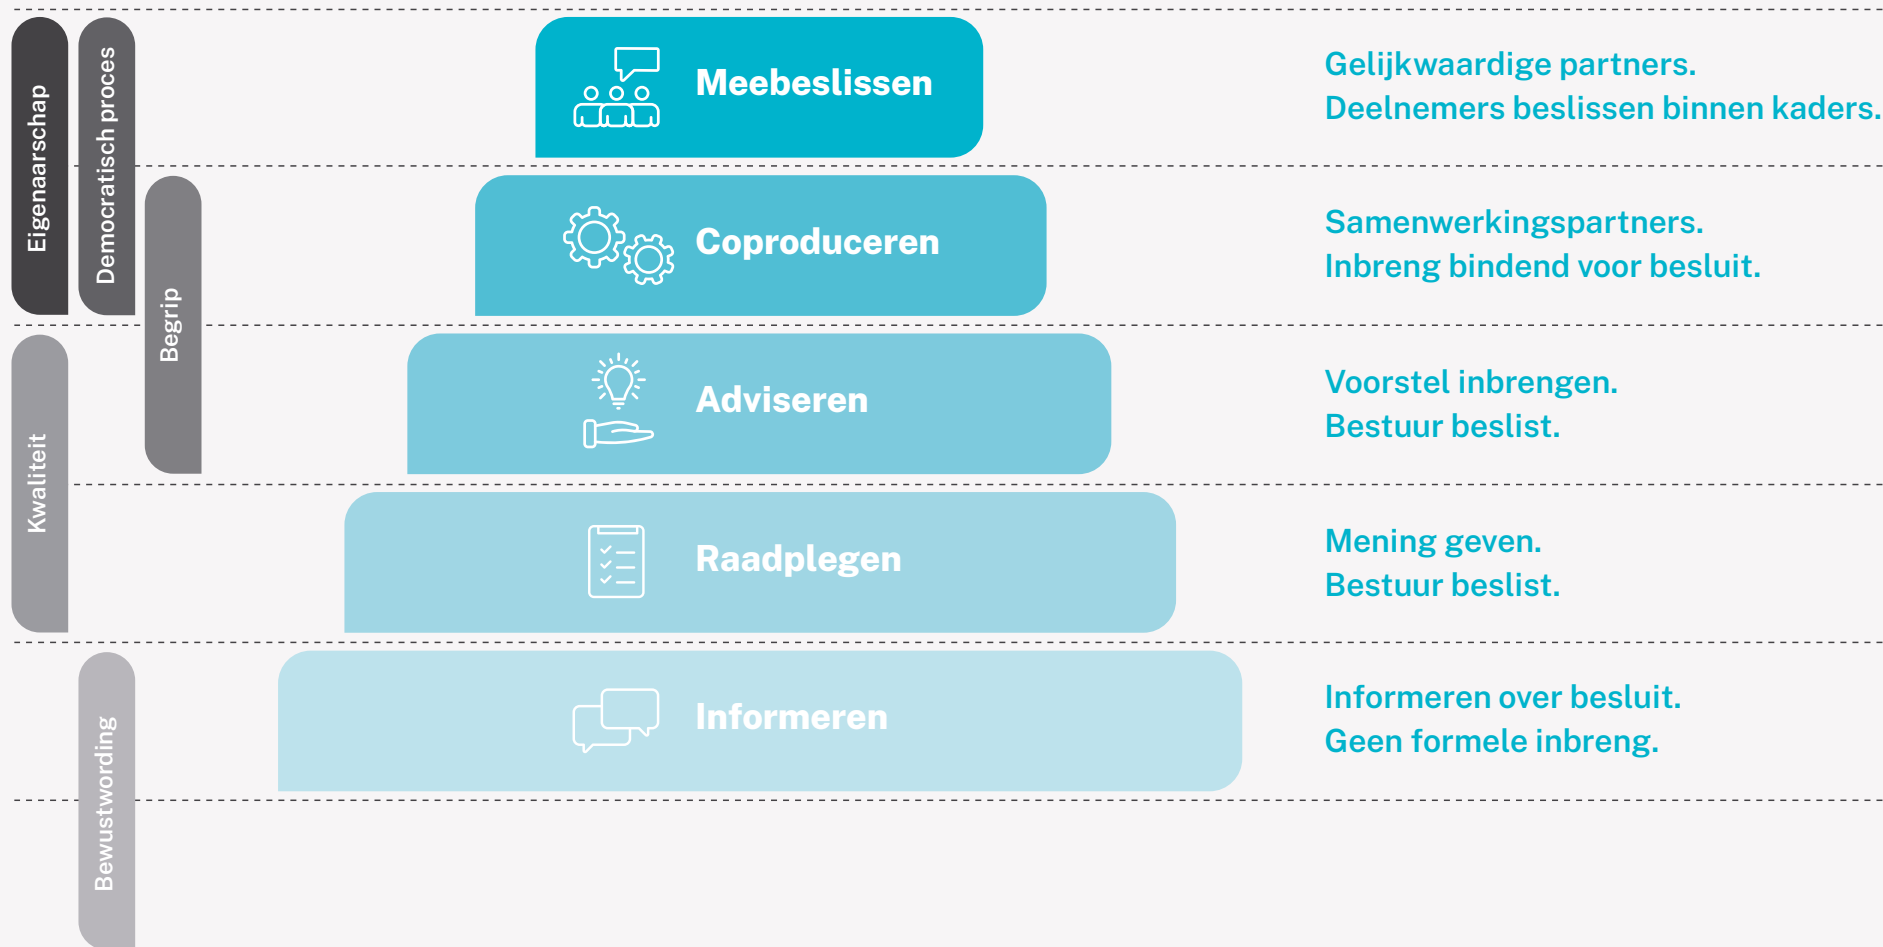 Eigenaarschap
Democratisch proces
Begrip
Kwaliteit
Bewustwording
Meebeslissen
Gelijkwaardige partners.
Deelnemers beslissen binnen kaders.
Coproduceren
Samenwerkingspartners.
Inbreng bindend voor besluit.
Adviseren
Voorstel inbrengen.
Bestuur beslist.
Raadplegen
Mening geven.
Bestuur beslist.
Informeren
Informeren over besluit.
Geen formele inbreng.